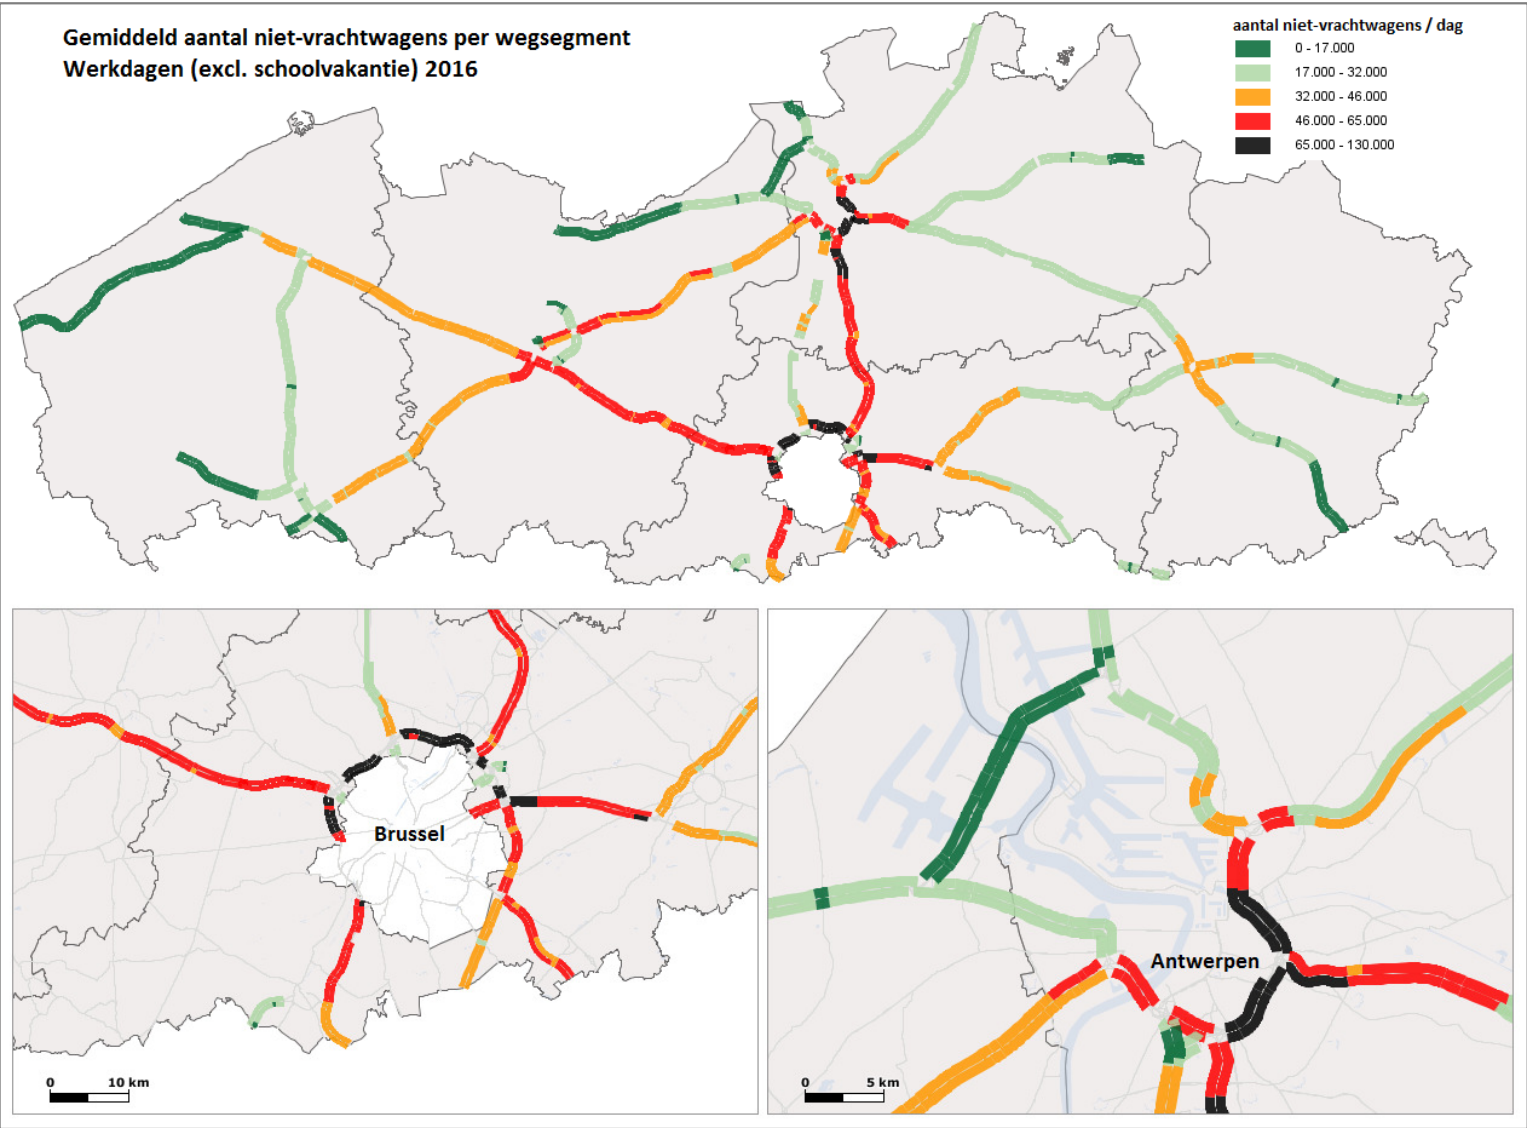 Gemiddeld aantal niet-vrachtwagens per wegsegment
Werkdagen (excl. schoolvakantie) 2016
aantal niet-vrachtwagens / dag
0 - 17.000
17.000 - 32.000
32.000 - 46.000
46.000 - 65.000
65.000 - 130.000
Brussel
0 10 km
Antwerpen
0 5 km